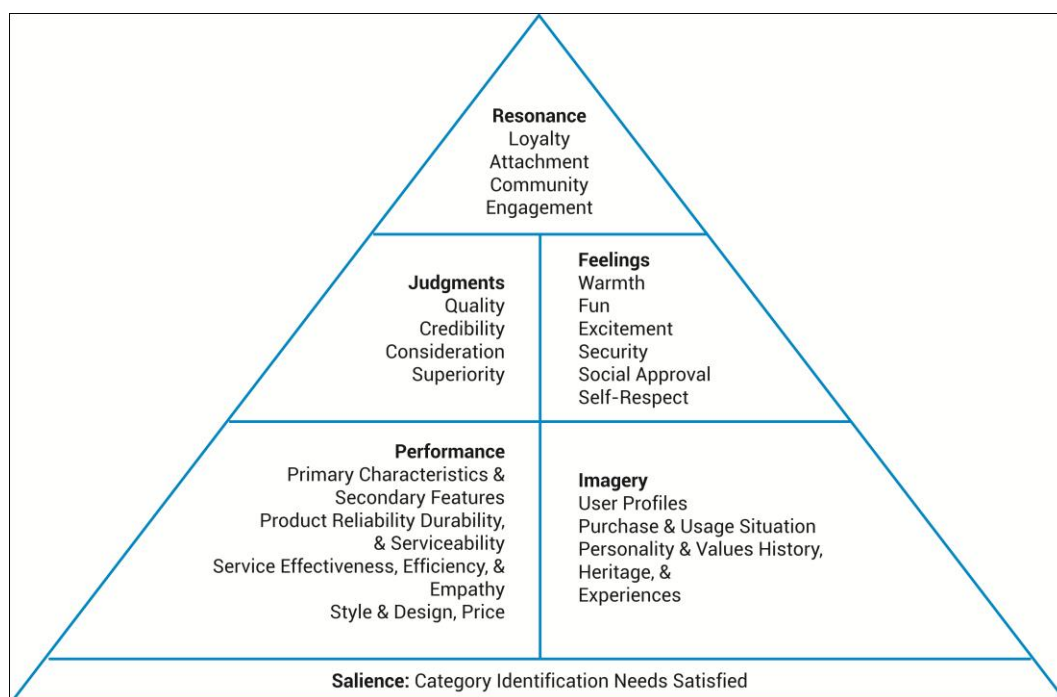 Resonance
Loyalty
Attachment
Community
Engagement
Judgments
Quality
Credibility
Consideration
Superiority
Feelings
Warmth
Fun
Excitement
Security
Social Approval
Self-Respect
Performance
Primary Characteristics &
Secondary Features
Product Reliability Durability,
& Serviceability
Service Effectiveness, Efficiency, &
Empathy
Style & Design, Price
Imagery
User Profiles
Purchase & Usage Situation
Personality & Values History,
Heritage, &
Experiences
Salience: Category Identification Needs Satisfied